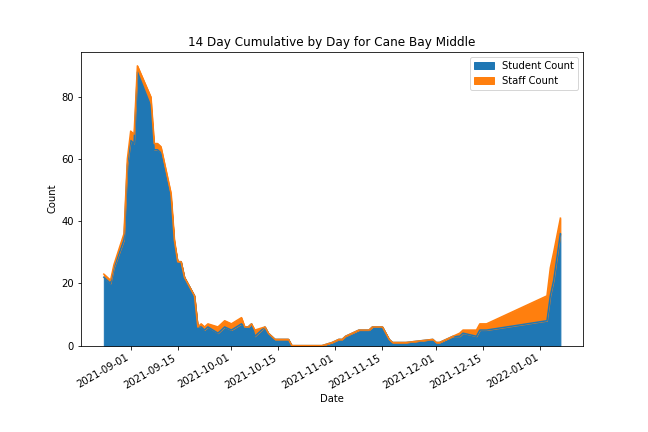 14 Day Cumulative by Day for Cane Bay Middle
Student Count
Staff Count
80
60
40
20
0
Count
2021-09-01
2021-09-15
2021-10-01
2021-10-15
2021-11-01
2021-11-15
2021-12-01
2021-12-15
2022-01-01
Date